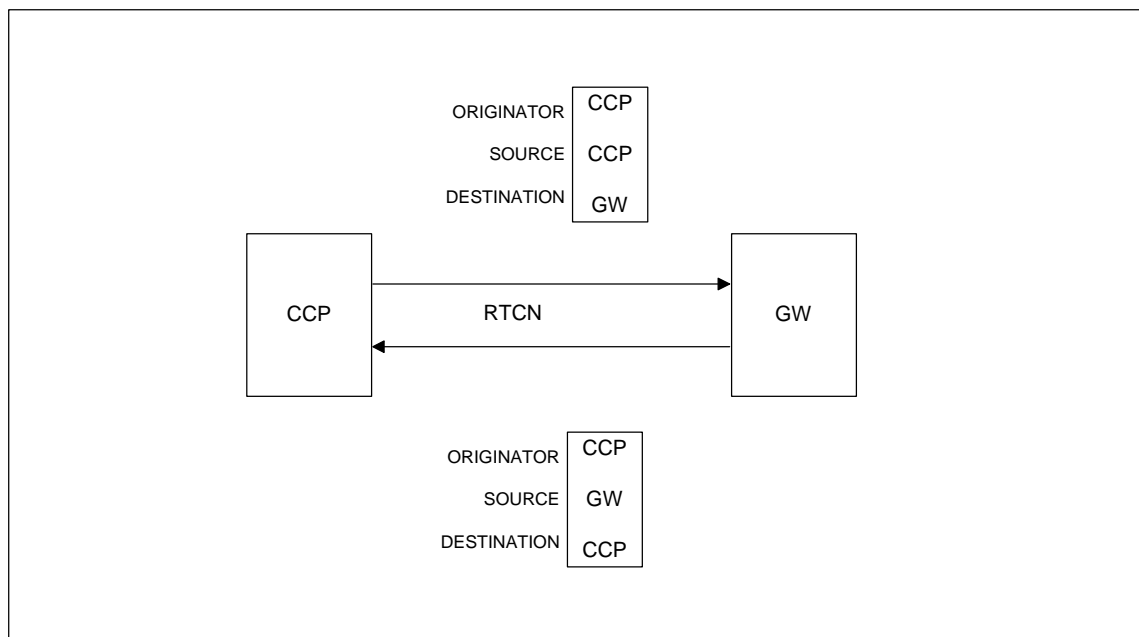 ORIGINATOR CCP
SOURCE CCP
DESTINATION GW
CCP RTCN GW
ORIGINATOR CCP
SOURCE GW
DESTINATION CCP